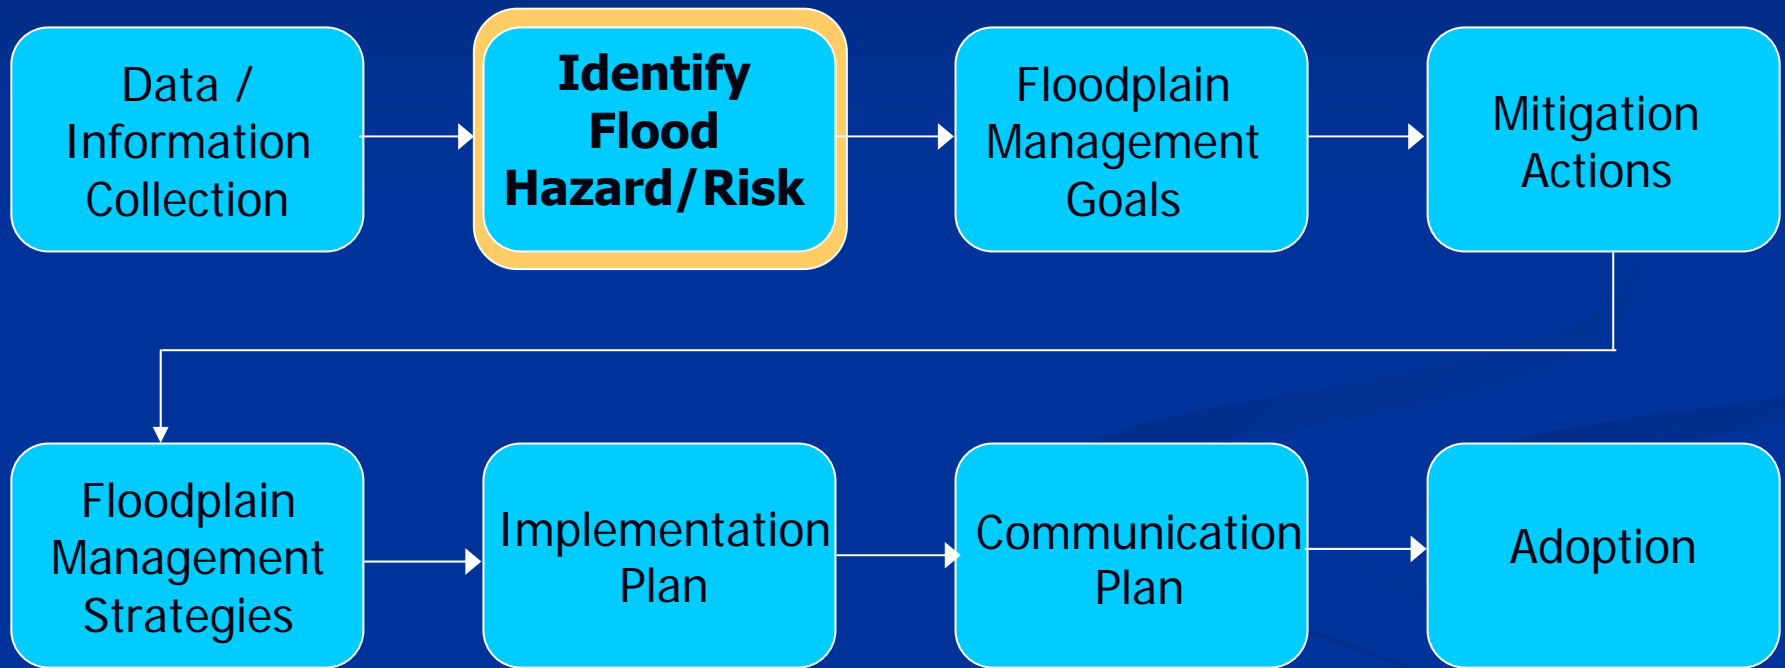 Data /
Information
Collection
Identify
Flood
Hazard/Risk
Floodplain
Management
Goals
Mitigation
Actions
Floodplain
Management
Strategies
Implementation
Plan
Communication
Plan
Adoption